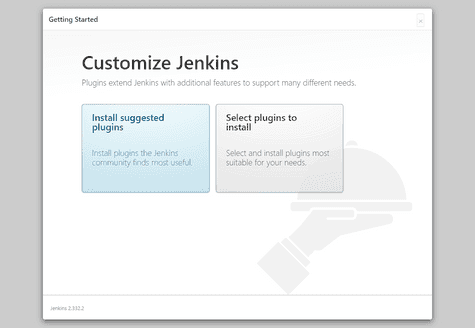 Getting Started
Customize Jenkins
Plugins extend Jenkins with additional features to support many different needs.
Install suggested
plugins
Install plugins the Jenkins
community finds most useful.
Select plugins to
install
Select and install plugins most
suitable for your needs.
Jenkins 2.332.2